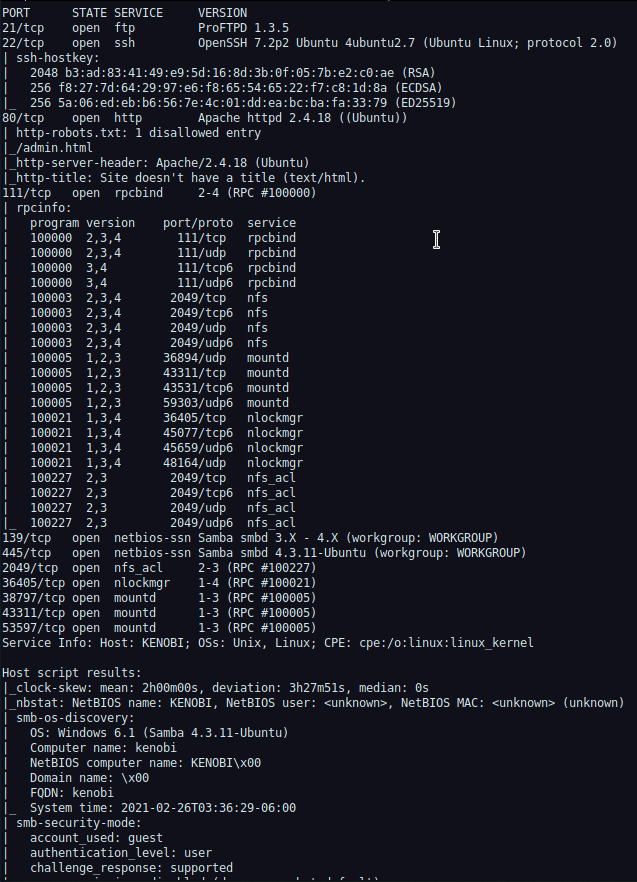 PORT      STATE SERVICE     VERSION
21/tcp    open  ftp         ProFTPD 1.3.5
22/tcp    open  ssh         OpenSSH 7.2p2 Ubuntu 4ubuntu2.7 (Ubuntu Linux; protocol 2.0)
| ssh-hostkey:
|   2048 b3:ad:83:41:49:e9:5d:16:8d:3b:0f:05:7b:e2:c0:ae (RSA)
|   256 f8:27:7d:64:29:97:e6:f8:65:54:65:22:f7:c8:1d:8a (ECDSA)
|_  256 5a:06:ed:eb:b6:56:7e:4c:01:dd:ea:bc:ba:fa:33:79 (ED25519)
80/tcp    open  http        Apache httpd 2.4.18 ((Ubuntu))
| http-robots.txt: 1 disallowed entry
|_/admin.html
|_http-server-header: Apache/2.4.18 (Ubuntu)
|_http-title: Site doesn't have a title (text/html).
111/tcp   open  rpcbind     2-4 (RPC #100000)
| rpcinfo:
|   program version    port/proto  service
|   100000  2,3,4        111/tcp   rpcbind
|   100000  2,3,4        111/udp   rpcbind
|   100000  3,4          111/tcp6  rpcbind
|   100000  3,4          111/udp6  rpcbind
|   100003  2,3,4       2049/tcp   nfs
|   100003  2,3,4       2049/tcp6  nfs
|   100003  2,3,4       2049/udp   nfs
|   100003  2,3,4       2049/udp6  nfs
|   100005  1,2,3      36894/udp   mountd
|   100005  1,2,3      43311/tcp   mountd
|   100005  1,2,3      43531/tcp6  mountd
|   100005  1,2,3      59303/udp6  mountd
|   100021  1,3,4      36405/tcp   nlockmgr
|   100021  1,3,4      45077/tcp6  nlockmgr
|   100021  1,3,4      45659/udp6  nlockmgr
|   100021  1,3,4      48164/udp   nlockmgr
|   100227  2,3         2049/tcp   nfs_acl
|   100227  2,3         2049/tcp6  nfs_acl
|   100227  2,3         2049/udp   nfs_acl
|_  100227  2,3         2049/udp6  nfs_acl
139/tcp   open  netbios-ssn Samba smbd 3.X - 4.X (workgroup: WORKGROUP)
445/tcp   open  netbios-ssn Samba smbd 4.3.11-Ubuntu (workgroup: WORKGROUP)
2049/tcp  open  nfs_acl     2-3 (RPC #100227)
36405/tcp open  nlockmgr    1-4 (RPC #100021)
38797/tcp open  mountd      1-3 (RPC #100005)
43311/tcp open  mountd      1-3 (RPC #100005)
53597/tcp open  mountd      1-3 (RPC #100005)
Service Info: Host: KENOBI; OSs: Unix, Linux; CPE: cpe:/o:linux:linux_kernel
Host script results:
|_clock-skew: mean: 2h00m00s, deviation: 3h27m51s, median: 0s
|_nbstat: NetBIOS name: KENOBI, NetBIOS user: <unknown>, NetBIOS MAC: <unknown> (unknown)
| smb-os-discovery:
|   OS: Windows 6.1 (Samba 4.3.11-Ubuntu)
|   Computer name: kenobi
|   NetBIOS computer name: KENOBI\x00
|   Domain name: \x00
|   FQDN: kenobi
|_  System time: 2021-02-26T03:36:29-06:00
| smb-security-mode:
|   account_used: guest
|   authentication_level: user
|   challenge_response: supported